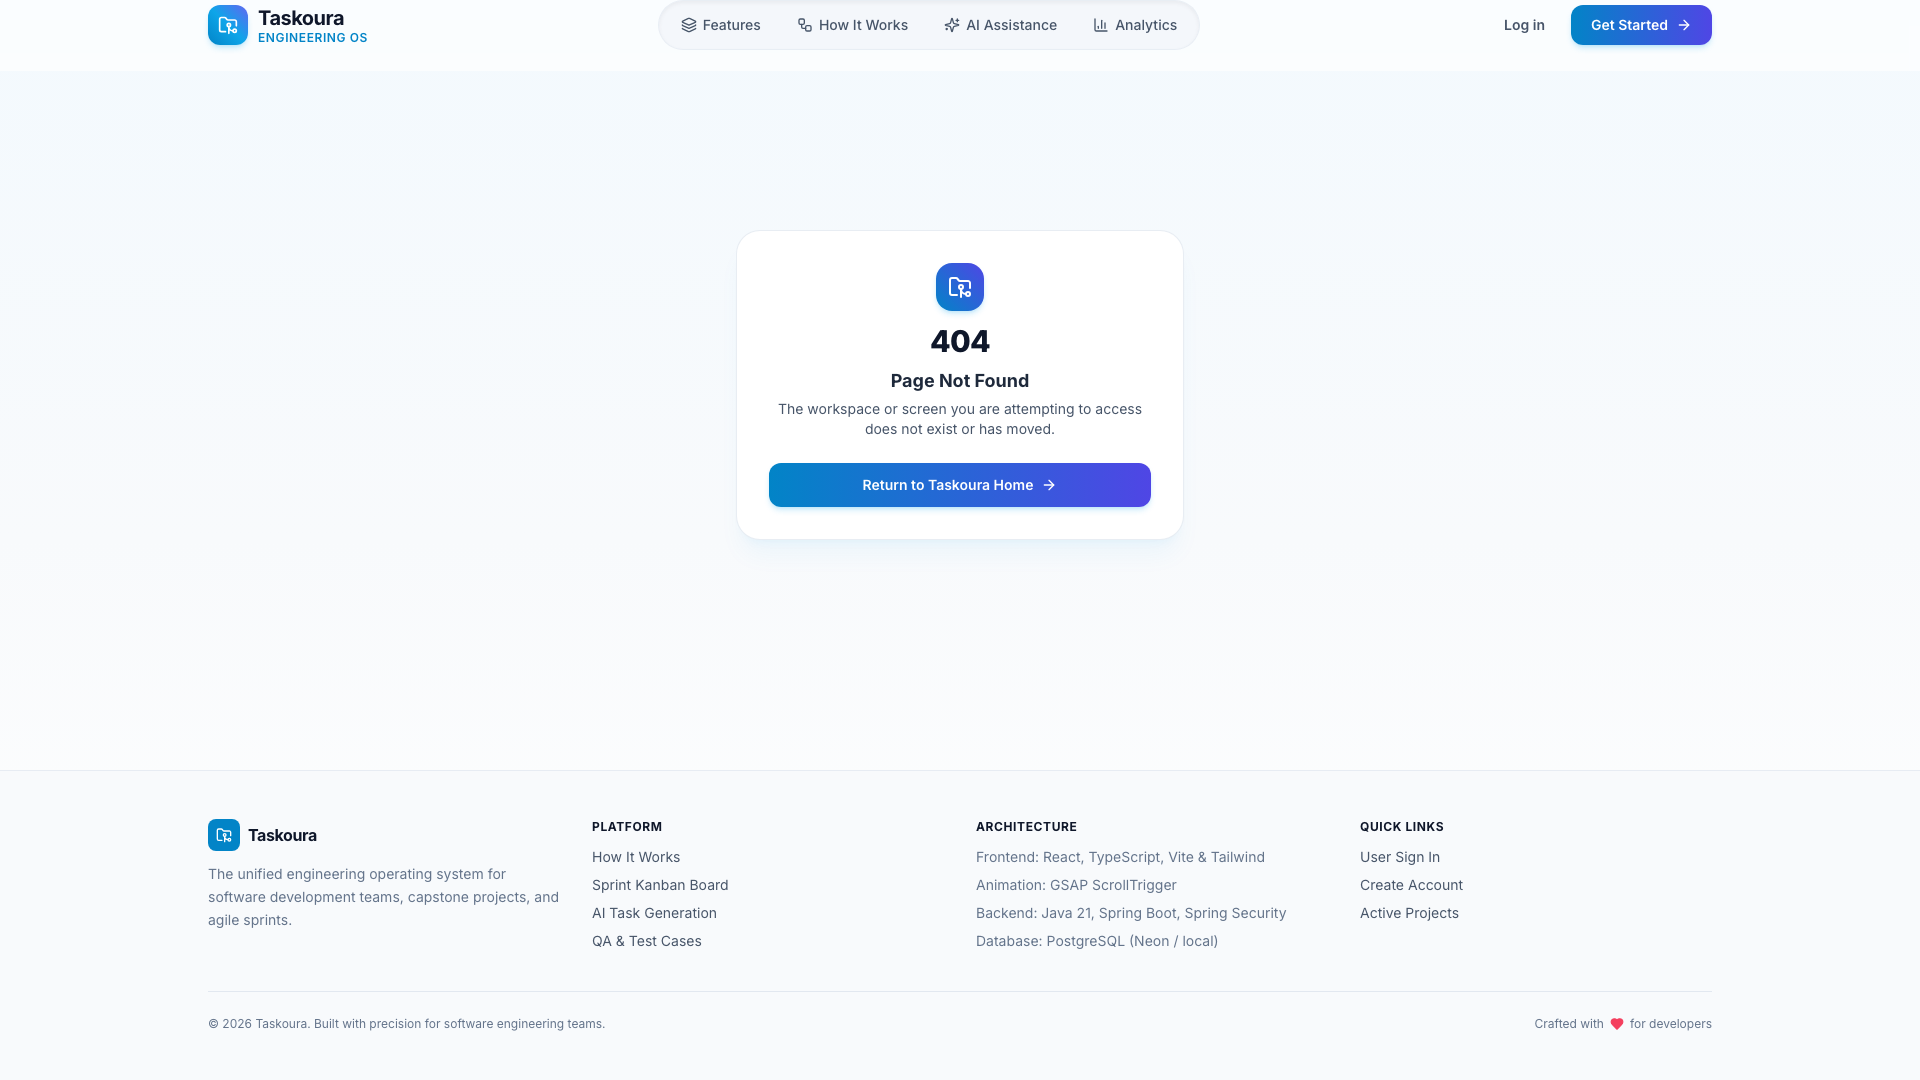 Taskoura
ENGINEERING OS
Features
How It Works
AI Assistance
Analytics
Log in
Get Started
404
Page Not Found
The workspace or screen you are attempting to access
does not exist or has moved.
Return to Taskoura Home
Taskoura
The unified engineering operating system for
software development teams, capstone projects, and
agile sprints.
PLATFORM
How It Works
Sprint Kanban Board
AI Task Generation
QA & Test Cases
ARCHITECTURE
Frontend: React, TypeScript, Vite & Tailwind
Animation: GSAP ScrollTrigger
Backend: Java 21, Spring Boot, Spring Security
Database: PostgreSQL (Neon / local)
QUICK LINKS
User Sign In
Create Account
Active Projects
© 2026 Taskoura. Built with precision for software engineering teams.
Crafted with ❤ for developers